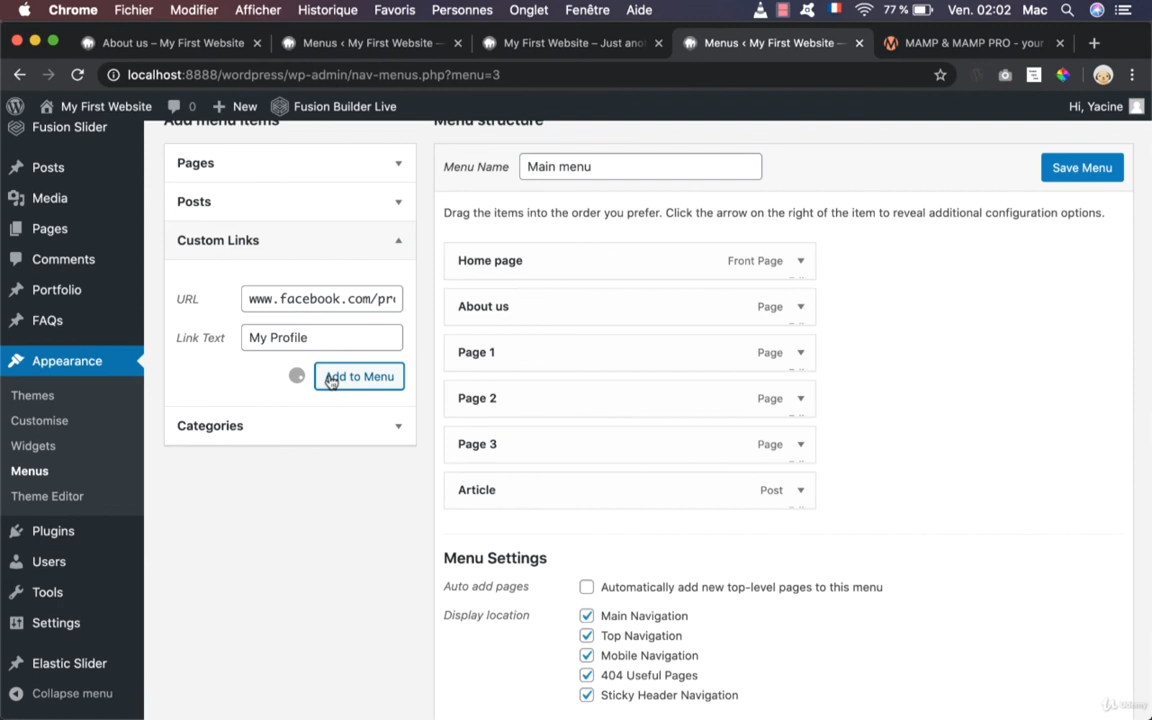 Chrome Fichier Modifier Afficher Historique Favoris Personnes Onglet Fenêtre Aide 77 % Ven. 02:02 Mac
About us – My First Website
Menus ‹ My First Website —
My First Website – Just ano
Menus ‹ My First Website —
MAMP & MAMP PRO - your
localhost:8888/wordpress/wp-admin/nav-menus.php?menu=3
My First Website 0 New Fusion Builder Live Hi, Yacine
Fusion Slider
Posts
Media
Pages
Comments
Portfolio
FAQs
Appearance
Themes
Customise
Widgets
Menus
Theme Editor
Plugins
Users
Tools
Settings
Elastic Slider
Collapse menu
Add menu items
Pages
Posts
Custom Links
URL www.facebook.com/pro
Link Text My Profile
Add to Menu
Categories
Menu structure
Menu Name Main menu Save Menu
Drag the items into the order you prefer. Click the arrow on the right of the item to reveal additional configuration options.
Home page Front Page
About us Page
Page 1 Page
Page 2 Page
Page 3 Page
Article Post
Menu Settings
Auto add pages Automatically add new top-level pages to this menu
Display location Main Navigation
Top Navigation
Mobile Navigation
404 Useful Pages
Sticky Header Navigation
Udemy